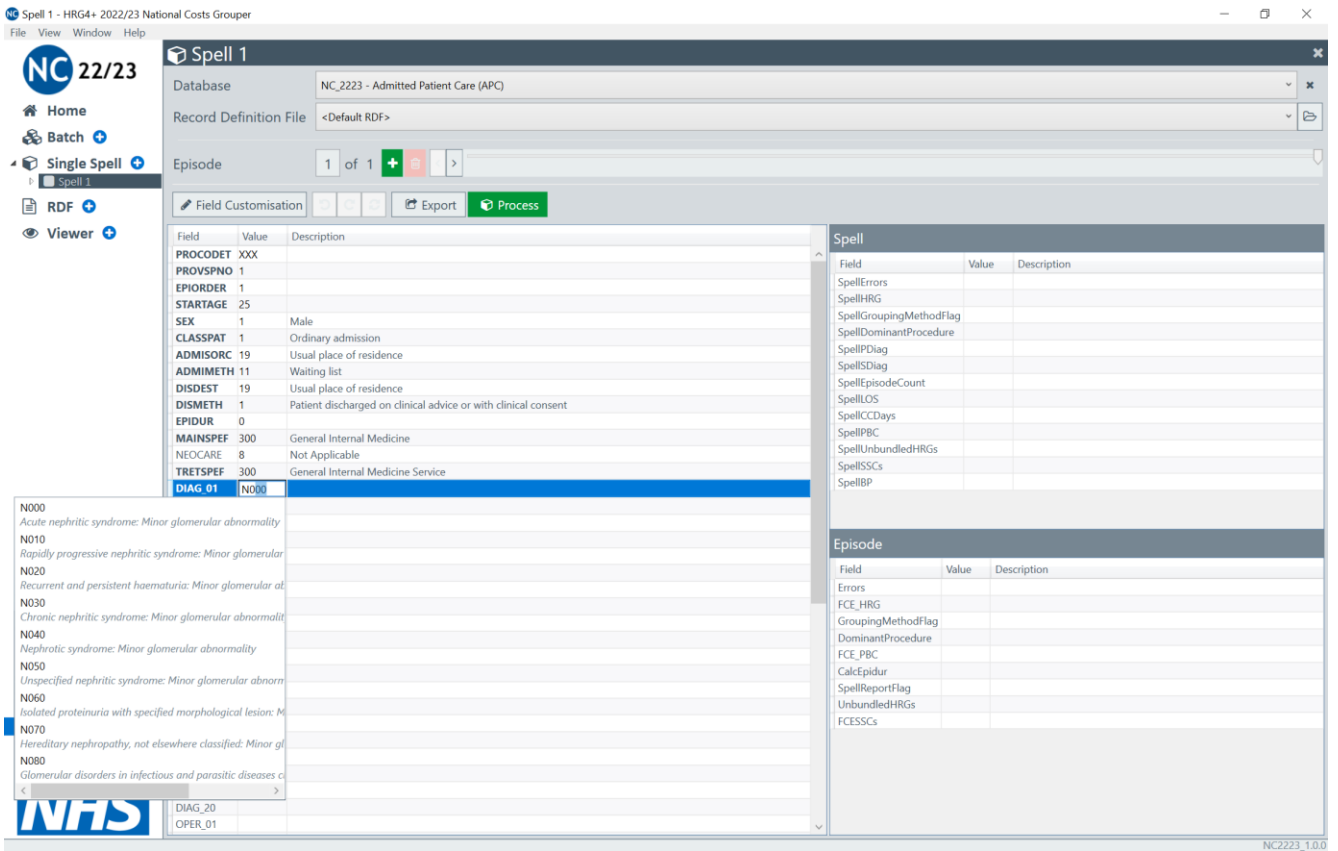 NC Spell 1 - HRG4+ 2022/23 National Costs Grouper
File View Window Help
NC 22/23
Home
Batch
Single Spell
Spell 1
RDF
Viewer
Spell 1
Database NC_2223 - Admitted Patient Care (APC)
Record Definition File <Default RDF>
Episode 1 of 1
Field Customisation Export Process
Field Value Description
PROCODET XXX
PROVSPNO 1
EPIORDER 1
STARTAGE 25
SEX 1 Male
CLASSPAT 1 Ordinary admission
ADMISORC 19 Usual place of residence
ADMIMETH 11 Waiting list
DISDEST 19 Usual place of residence
DISMETH 1 Patient discharged on clinical advice or with clinical consent
EPIDUR 0
MAINSPEF 300 General Internal Medicine
NEOCARE 8 Not Applicable
TRETSPEF 300 General Internal Medicine Service
DIAG_01 N000
N000
Acute nephritic syndrome: Minor glomerular abnormality
N010
Rapidly progressive nephritic syndrome: Minor glomerular
N020
Recurrent and persistent haematuria: Minor glomerular
N030
Chronic nephritic syndrome: Minor glomerular abnormalit
N040
Nephrotic syndrome: Minor glomerular abnormality
N050
Unspecified nephritic syndrome: Minor glomerular abnorm
N060
Isolated proteinuria with specified morphological lesion: M
N070
Hereditary nephropathy, not elsewhere classified: Minor gl
N080
Glomerular disorders in infectious and parasitic diseases
NHS
DIAG_20
OPER_01
Spell
Field Value Description
SpellErrors
SpellHRG
SpellGroupingMethodFlag
SpellDominantProcedure
SpellPDiag
SpellSDiag
SpellEpisodeCount
SpellLOS
SpellCCDays
SpellPBC
SpellUnbundledHRGs
SpellSSCs
SpellBP
Episode
Field Value Description
Errors
FCE_HRG
GroupingMethodFlag
DominantProcedure
FCE_PBC
CalcEpidur
SpellReportFlag
UnbundledHRGs
FCESSCs
NC2223_1.0.0